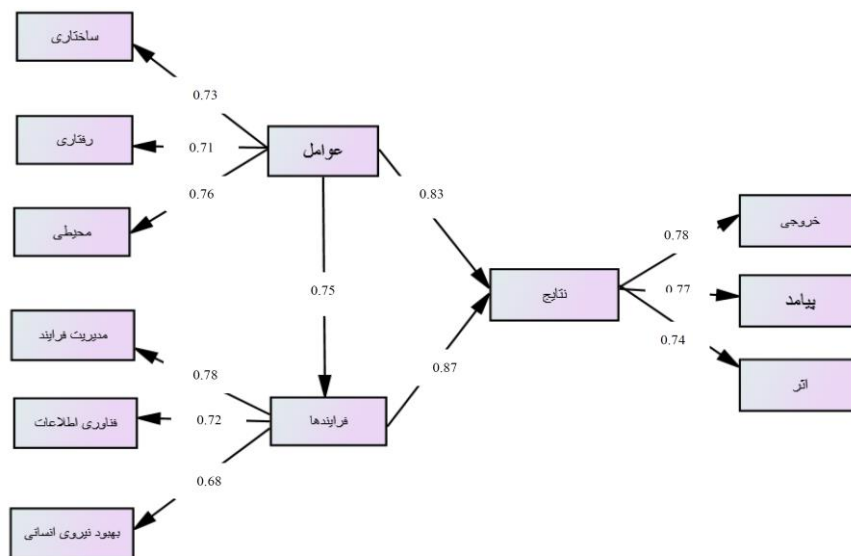 ساختاری
0.73
رفتاری
0.71
عوامل
0.76
0.83
محیطی
خروجی
0.78
0.75
نتایج
0.77
پیامد
مدیریت فرایند
0.74
0.87
اثر
0.78
فناوری اطلاعات
0.72
فرایندها
0.68
بهبود نیروی انسانی